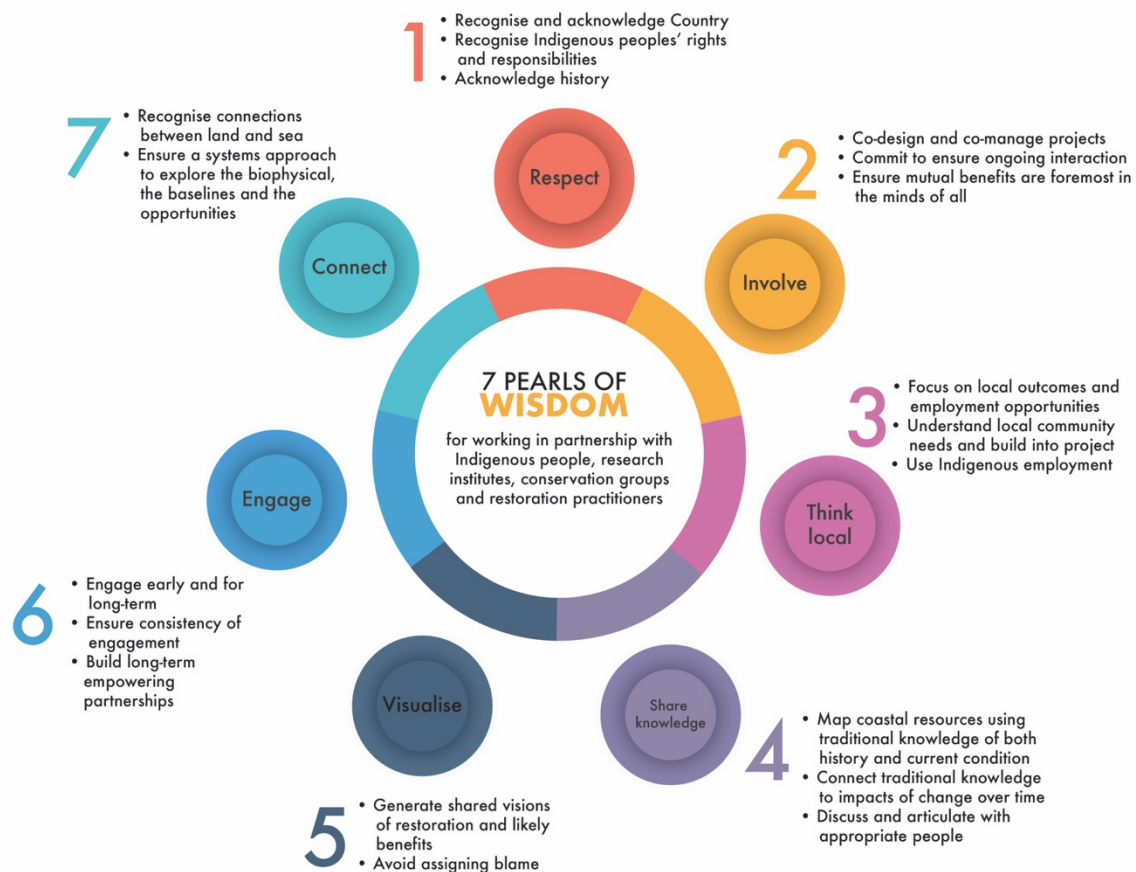 1
• Recognise and acknowledge Country
• Recognise Indigenous peoples' rights
and responsibilities
• Acknowledge history
Respect
2
• Co-design and co-manage projects
• Commit to ensure ongoing interaction
• Ensure mutual benefits are foremost in
the minds of all
Involve
3
• Focus on local outcomes and
employment opportunities
• Understand local community
needs and build into project
• Use Indigenous employment
Think
local
4
• Map coastal resources using
traditional knowledge of both
history and current condition
• Connect traditional knowledge
to impacts of change over time
• Discuss and articulate with
appropriate people
Share
knowledge
5
• Generate shared visions
of restoration and likely
benefits
• Avoid assigning blame
Visualise
6
• Engage early and for
long-term
• Ensure consistency of
engagement
• Build long-term
empowering
partnerships
Engage
7
• Recognise connections
between land and sea
• Ensure a systems approach
to explore the biophysical,
the baselines and the
opportunities
Connect
7 PEARLS OF
WISDOM
for working in partnership with
Indigenous people, research
institutes, conservation groups
and restoration practitioners